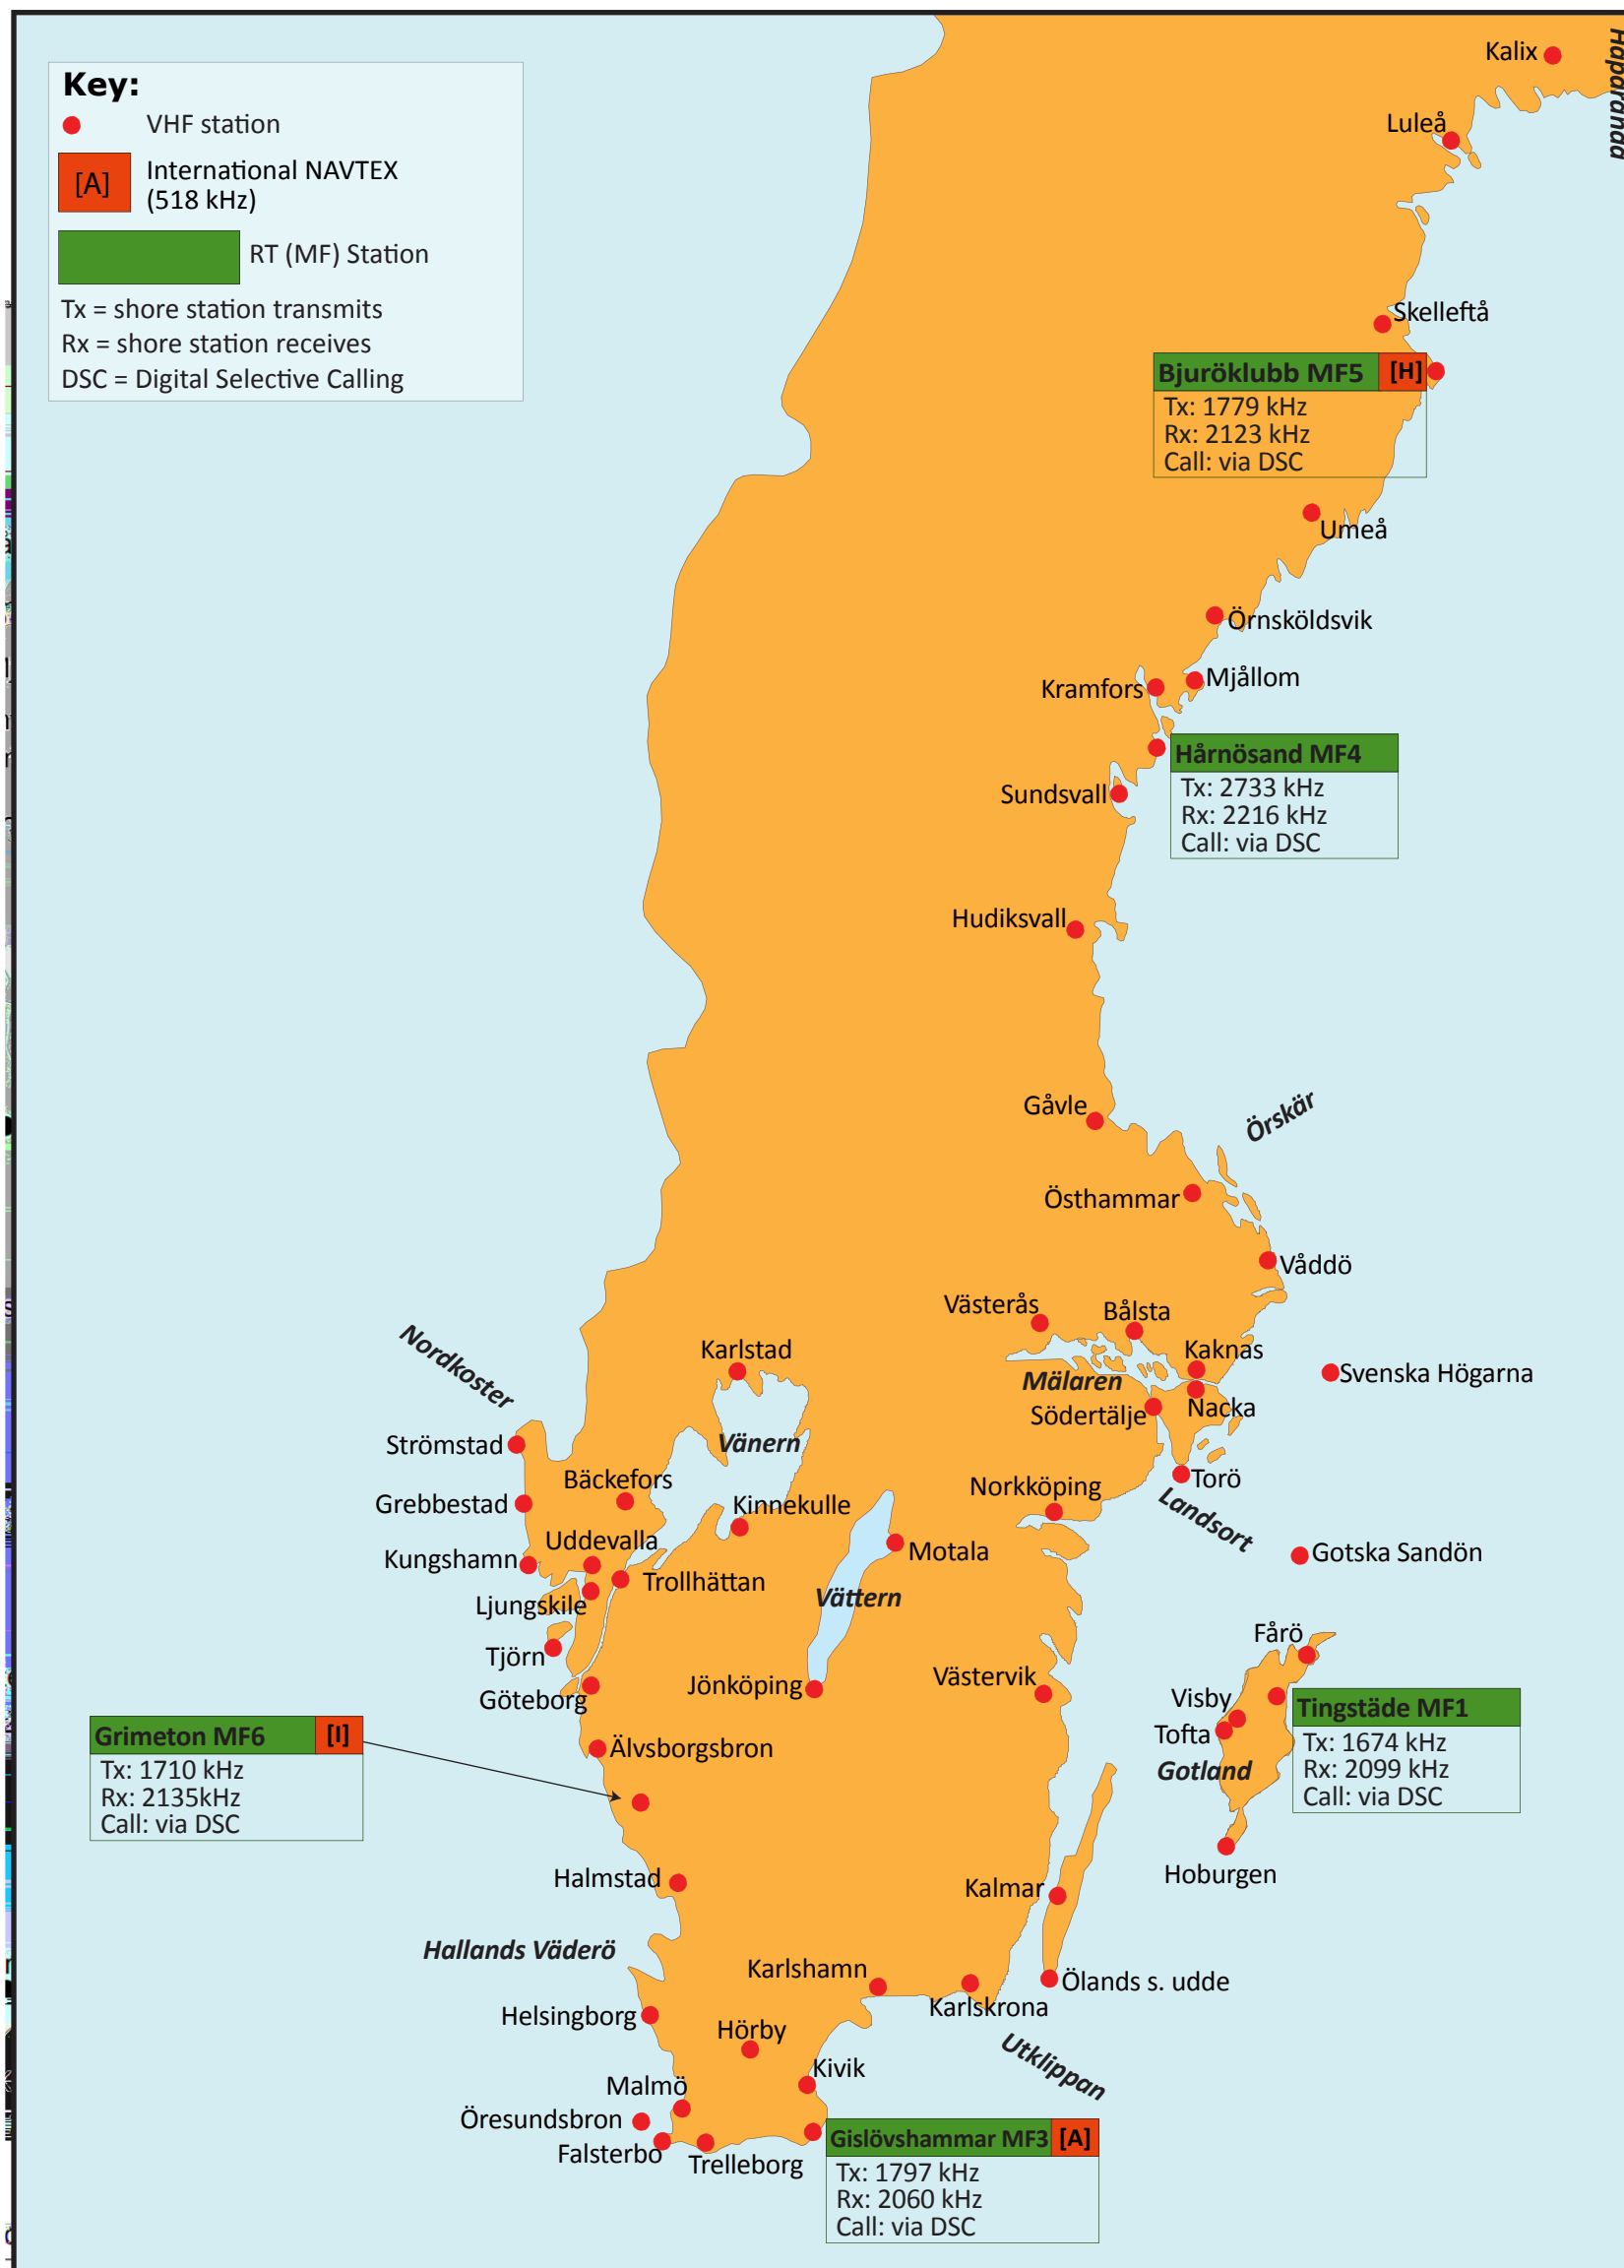 Key:
VHF station
[A]
International NAVTEX
(518 kHz)
RT (MF) Station
Tx = shore station transmits
Rx = shore station receives
DSC = Digital Selective Calling
Kalix
Haparanda
Luleå
Skelleftå
Bjuröklubb MF5 [H]
Tx: 1779 kHz
Rx: 2123 kHz
Call: via DSC
Umeå
Örnsköldsvik
Mjållom
Kramfors
Hårnösand MF4
Tx: 2733 kHz
Rx: 2216 kHz
Call: via DSC
Sundsvall
Hudiksvall
Gåvle
Örskär
Östhammar
Våddö
Västerås
Bålsta
Kaknas
Svenska Högarna
Mälaren
Södertälje
Nacka
Torö
Landsort
Norkköping
Nordkoster
Karlstad
Vänern
Strömstad
Bäckefors
Grebbestad
Kinnekulle
Uddevalla
Motala
Kungshamn
Trollhättan
Vättern
Gotska Sandön
Ljungskile
Tjörn
Göteborg
Jönköping
Västervik
Fårö
Visby
Tofta
Gotland
Tingstäde MF1
Tx: 1674 kHz
Rx: 2099 kHz
Call: via DSC
Hoburgen
Grimeton MF6 [I]
Tx: 1710 kHz
Rx: 2135kHz
Call: via DSC
Älvsborgsbron
Halmstad
Kalmar
Hallands Väderö
Karlshamn
Karlskrona
Ölands s. udde
Helsingborg
Hörby
Utklippan
Kivik
Malmö
Öresundsbron
Falsterbo
Trelleborg
Gislövshammar MF3 [A]
Tx: 1797 kHz
Rx: 2060 kHz
Call: via DSC